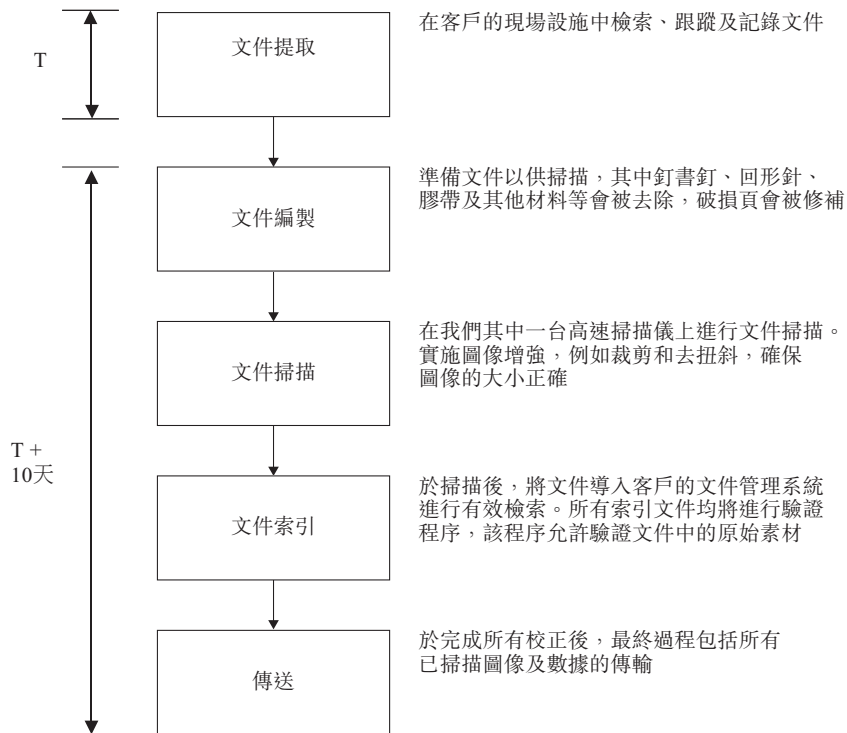 T
文件提取
在客戶的現場設施中檢索、跟蹤及記錄文件
T +
10天
文件編製
準備文件以供掃描，其中釘書釘、回形針、
膠帶及其他材料等會被去除，破損頁會被修補
文件掃描
在我們其中一台高速掃描儀上進行文件掃描。
實施圖像增強，例如裁剪和去扭斜，確保
圖像的大小正確
文件索引
於掃描後，將文件導入客戶的文件管理系統
進行有效檢索。所有索引文件均將進行驗證
程序，該程序允許驗證文件中的原始素材
傳送
於完成所有校正後，最終過程包括所有
已掃描圖像及數據的傳輸